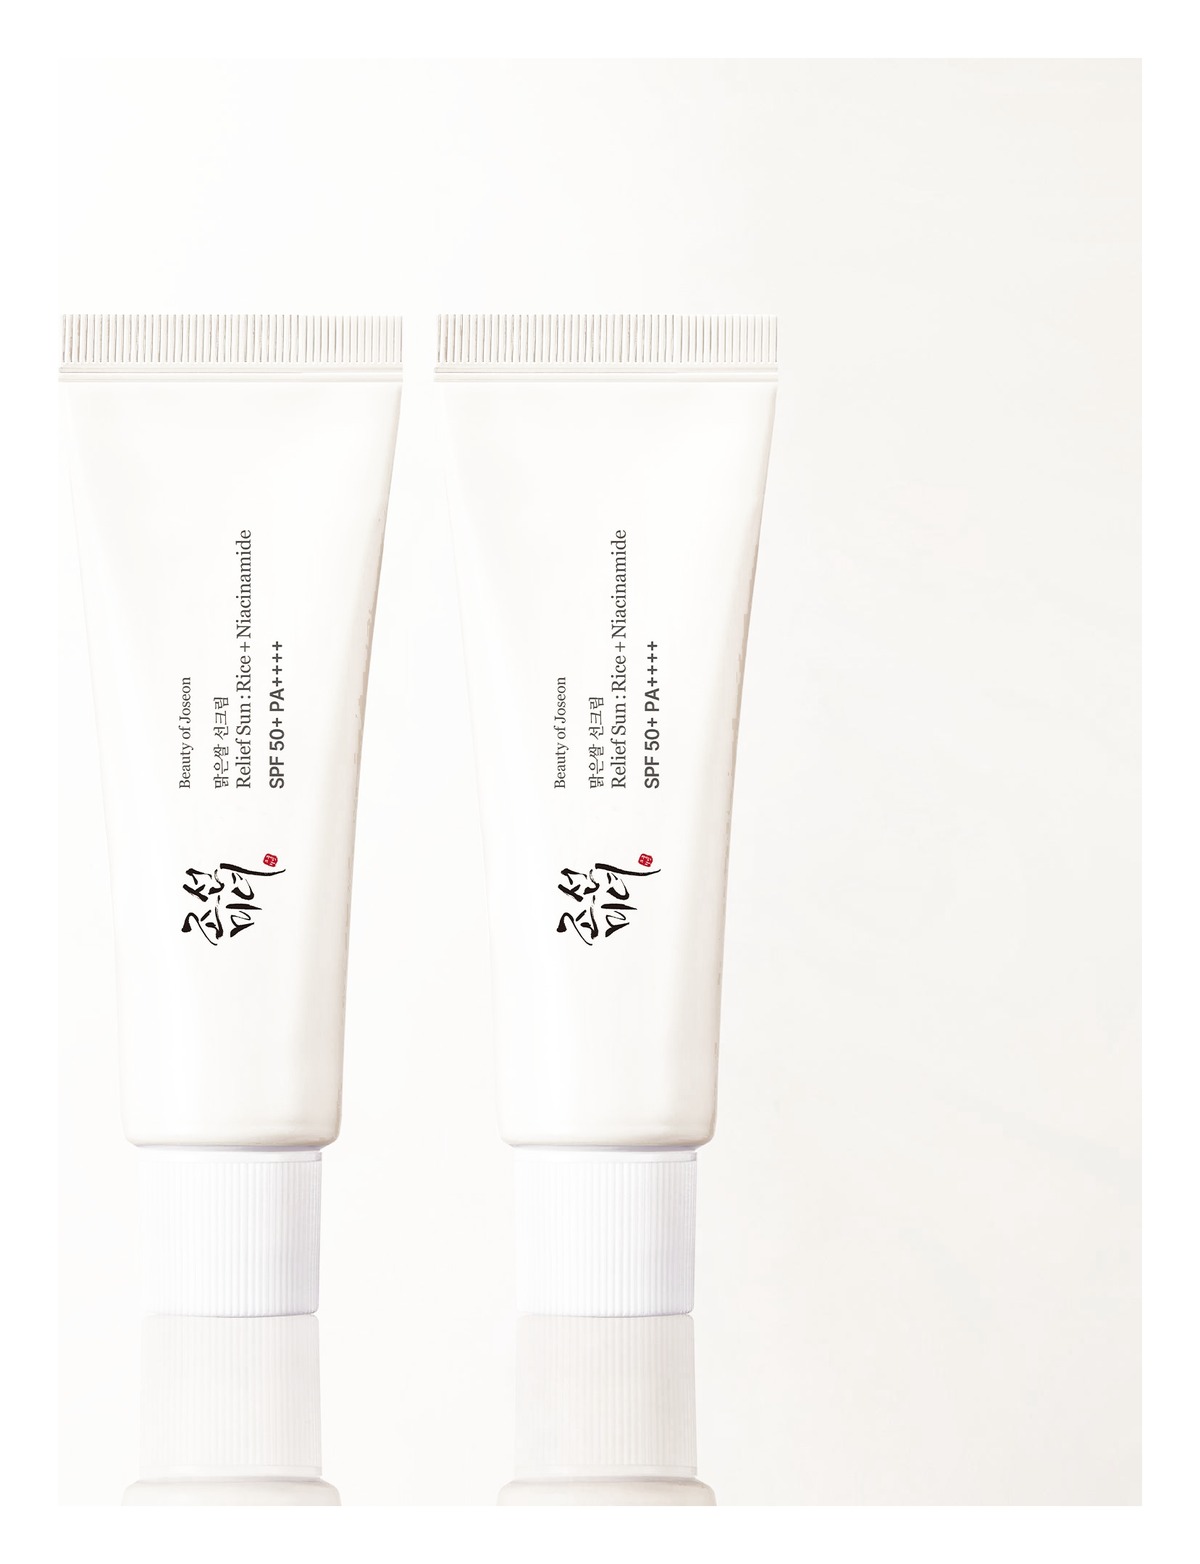 조선
미녀
Beauty of Joseon
맑은쌀 선크림
Relief Sun : Rice + Niacinamide
SPF 50+ PA++++
조선
미녀
Beauty of Joseon
맑은쌀 선크림
Relief Sun : Rice + Niacinamide
SPF 50+ PA++++